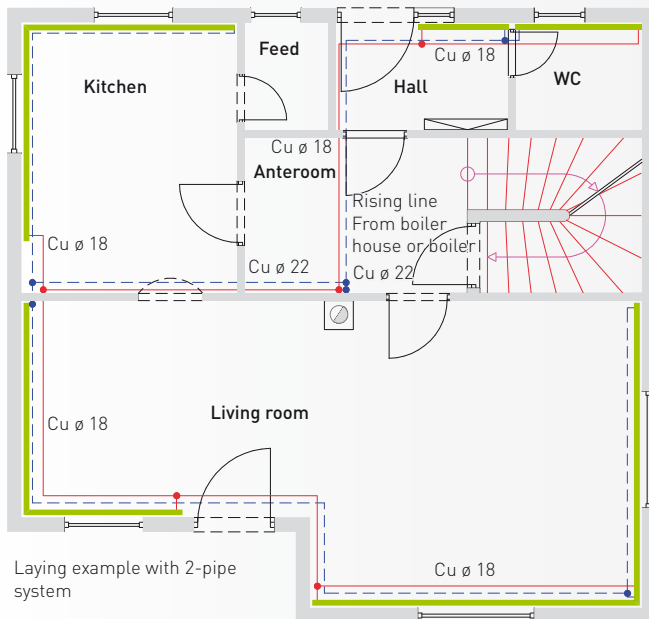 Feed
Cu ø 18
Kitchen
Hall
WC
Cu ø 18
Anteroom
Rising line
From boiler
house or boiler
Cu ø 18
Cu ø 22
Cu ø 22
Living room
Cu ø 18
Laying example with 2-pipe
system
Cu ø 18